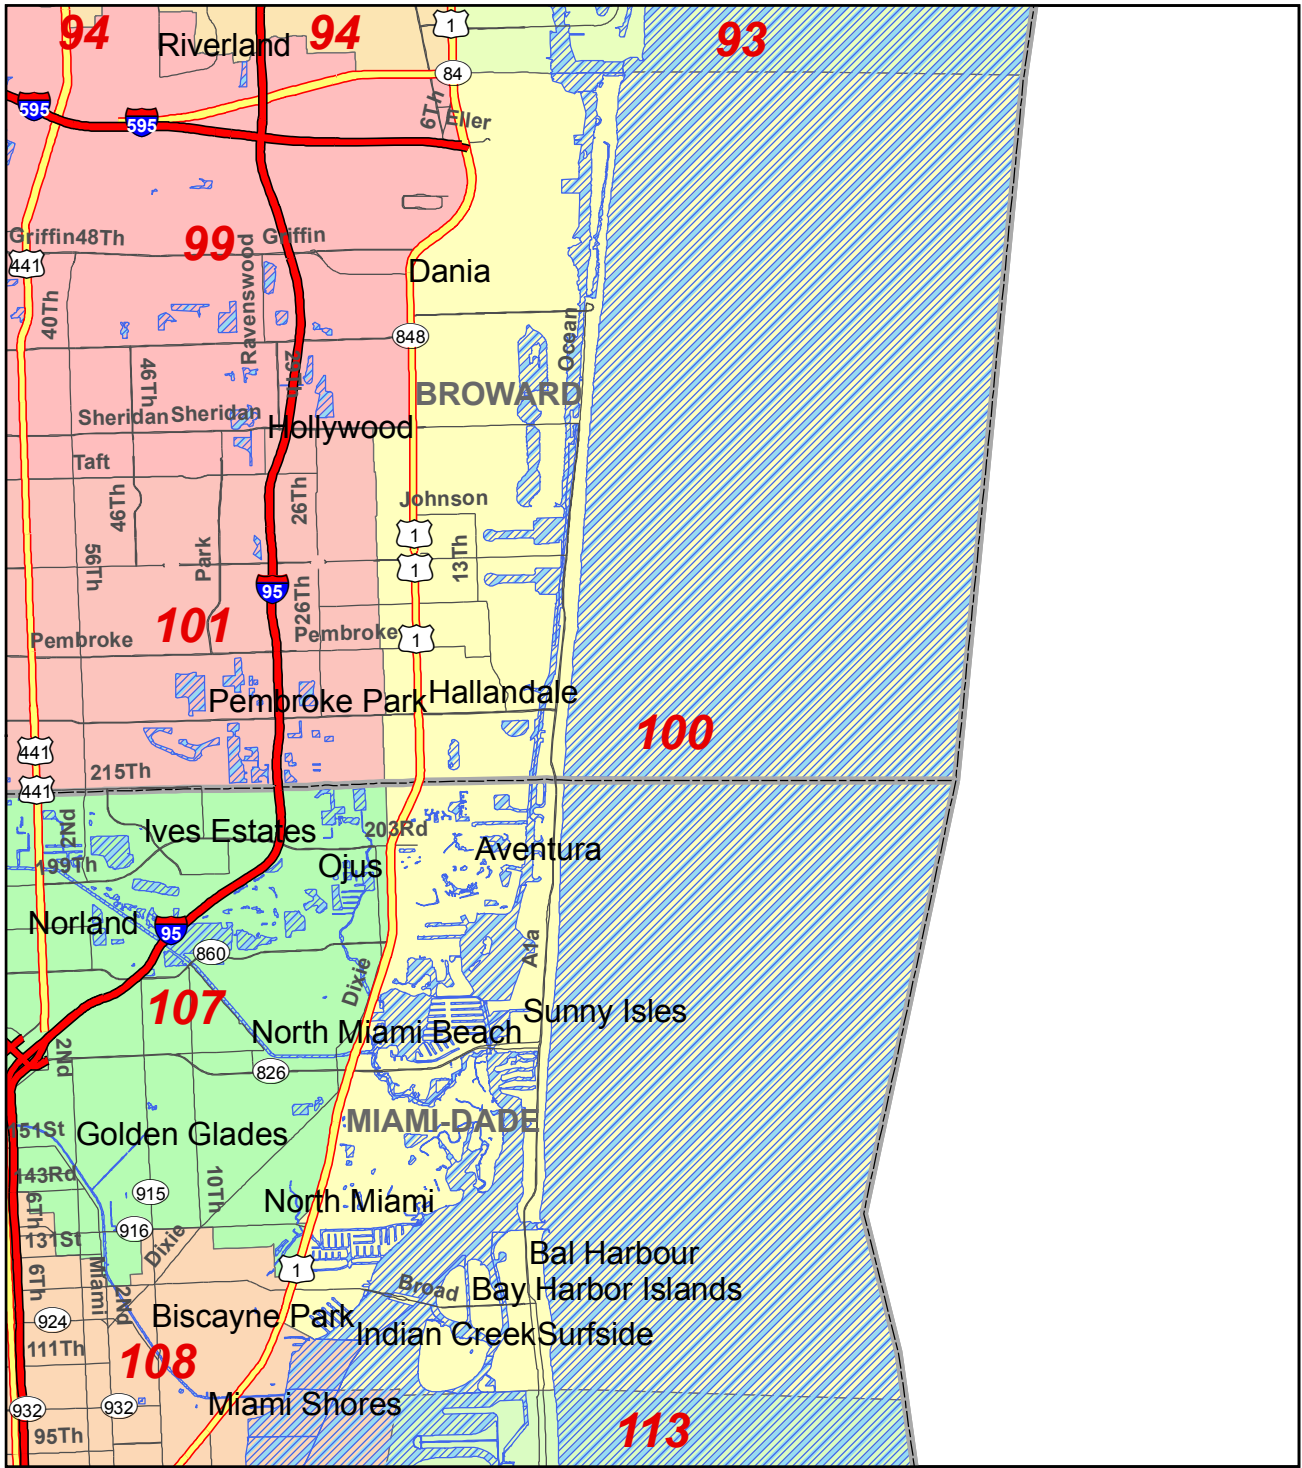 94
Riverland
94
1
93
84
595
595
6Th
Eller
Griffin
48Th
99
Griffin
441
Ravenswood
Dania
40Th
848
Ocean
46Th
29Th
BROWARD
Sheridan
Sheridan
Hollywood
Taft
46Th
26Th
Johnson
1
1
13Th
56Th
Park
95
P26Th
101
Pembroke
Pembroke
1
Pembroke Park
Hallandale
100
441
215Th
441
2Nd
Ives Estates
203Rd
199Th
Ojus
Aventura
Norland
95
860
A1a
Dixie
107
Sunny Isles
North Miami Beach
2Nd
826
MIAMI-DADE
51St
Golden Glades
143Rd
10Th
915
6Th
North Miami
916
131St
Dixie
Bal Harbour
6Th
Miami
1
Broad
Bay Harbor Islands
2Nd
924
Biscayne Park
Indian Creek
Surfside
111Th
108
Miami Shores
932
932
113
95Th